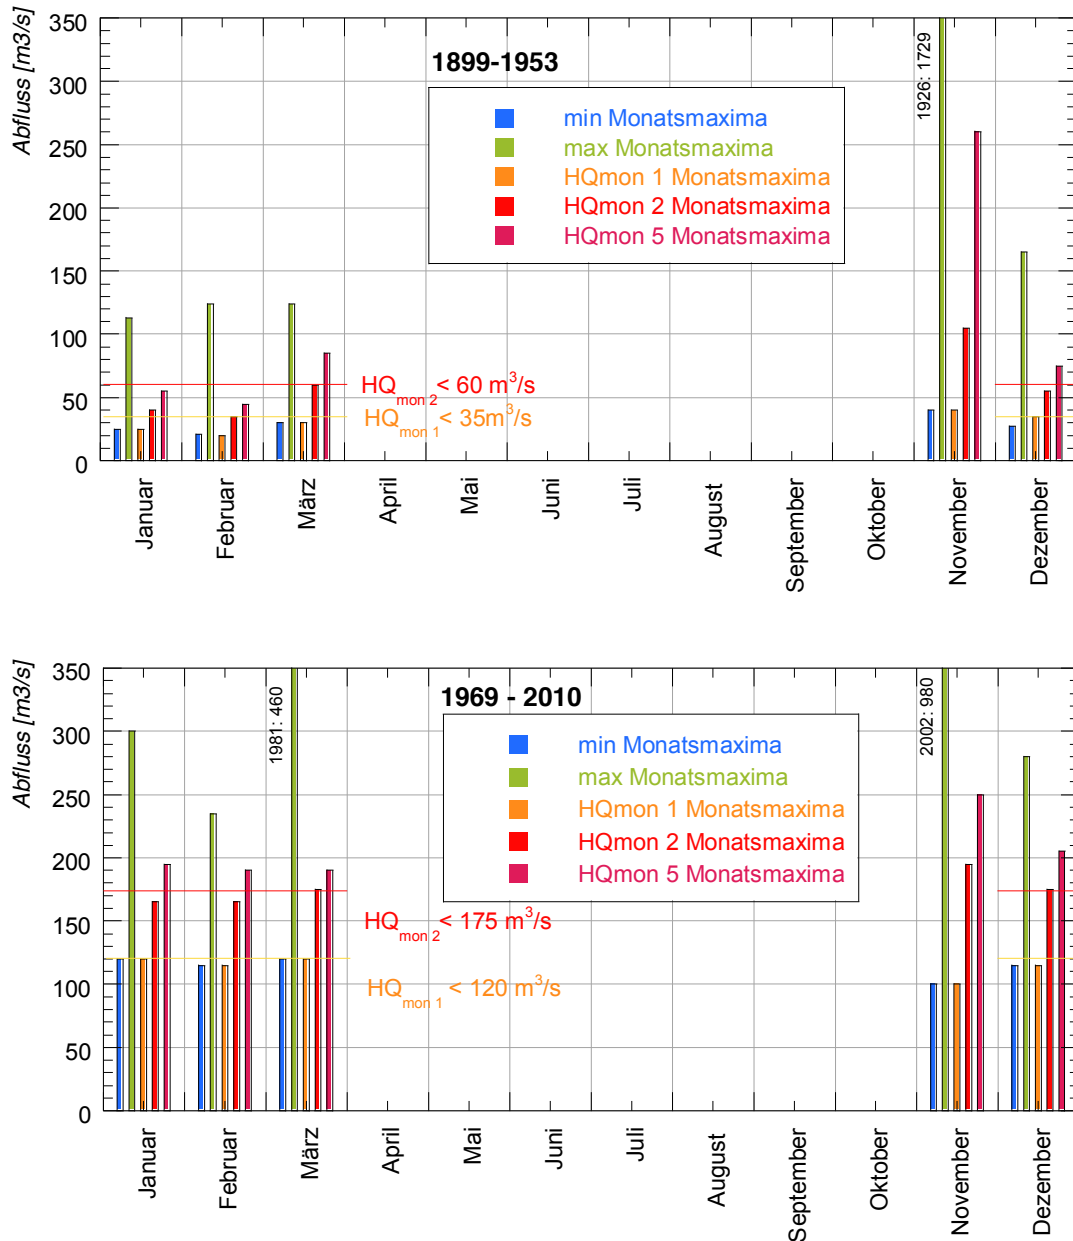 350
Abfluss [m3/s]
300
250
200
150
100
50
0
1899-1953
min Monatsmaxima
max Monatsmaxima
HQmon 1 Monatsmaxima
HQmon 2 Monatsmaxima
HQmon 5 Monatsmaxima
1926: 1729
HQmon 2 < 60 m³/s
HQmon 1 < 35m³/s
Januar
Februar
März
April
Mai
Juni
Juli
August
September
Oktober
November
Dezember
350
Abfluss [m3/s]
300
250
200
150
100
50
0
1981: 460
1969 - 2010
min Monatsmaxima
max Monatsmaxima
HQmon 1 Monatsmaxima
HQmon 2 Monatsmaxima
HQmon 5 Monatsmaxima
2002: 980
HQmon 2 < 175 m³/s
HQmon 1 < 120 m³/s
Januar
Februar
März
April
Mai
Juni
Juli
August
September
Oktober
November
Dezember